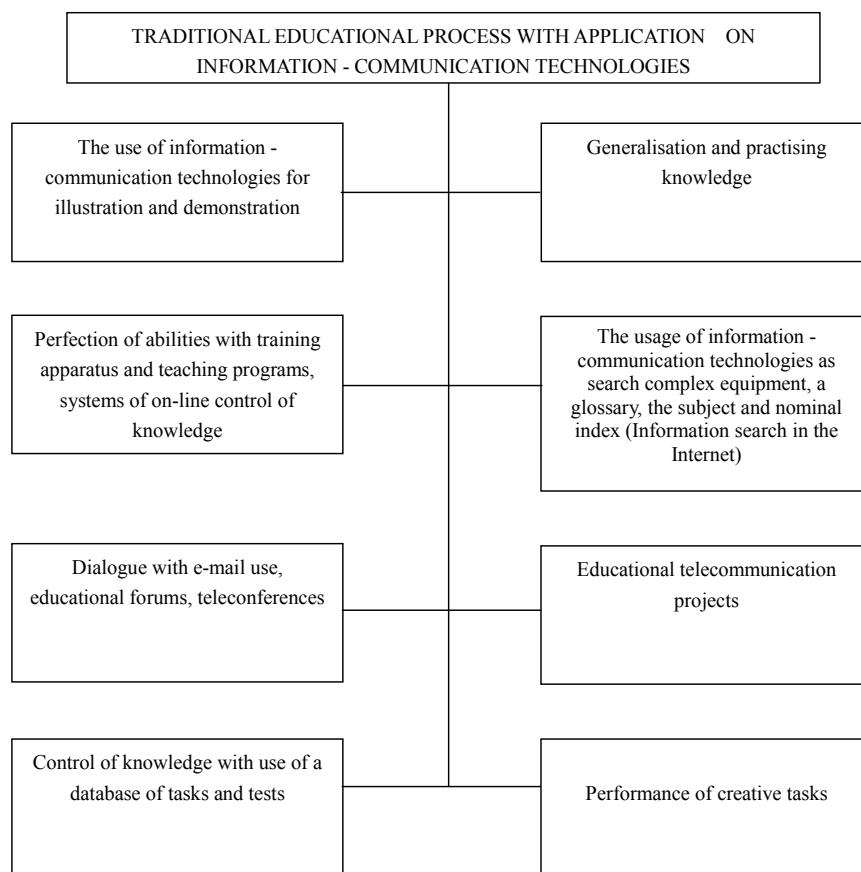 TRADITIONAL EDUCATIONAL PROCESS WITH APPLICATION ON
INFORMATION - COMMUNICATION TECHNOLOGIES
The use of information -
communication technologies for
illustration and demonstration
Generalisation and practising
knowledge
Perfection of abilities with training
apparatus and teaching programs,
systems of on-line control of
knowledge
The usage of information -
communication technologies as
search complex equipment, a
glossary, the subject and nominal
index (Information search in the
Internet)
Dialogue with e-mail use,
educational forums, teleconferences
Educational telecommunication
projects
Control of knowledge with use of a
database of tasks and tests
Performance of creative tasks